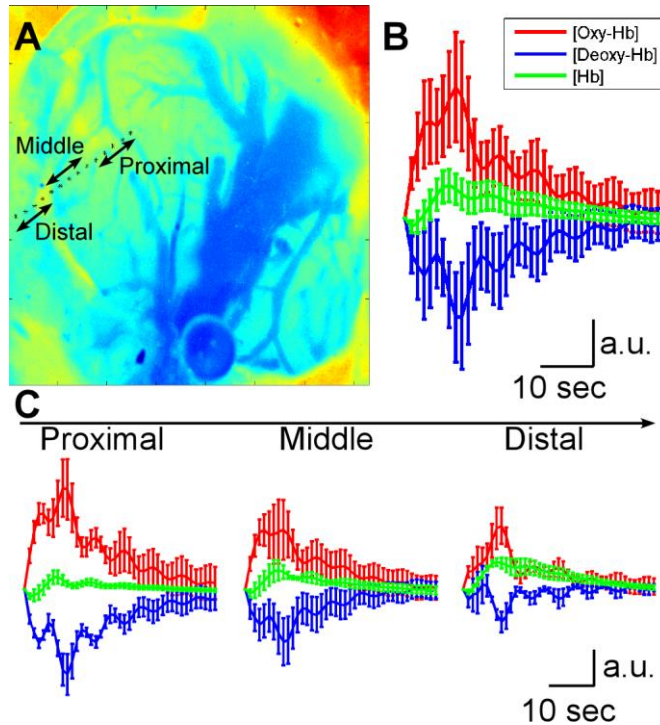 A
Middle
Proximal
Distal
B
[Oxy-Hb]
[Deoxy-Hb]
[Hb]
a.u.
10 sec
C
Proximal Middle Distal
a.u.
10 sec